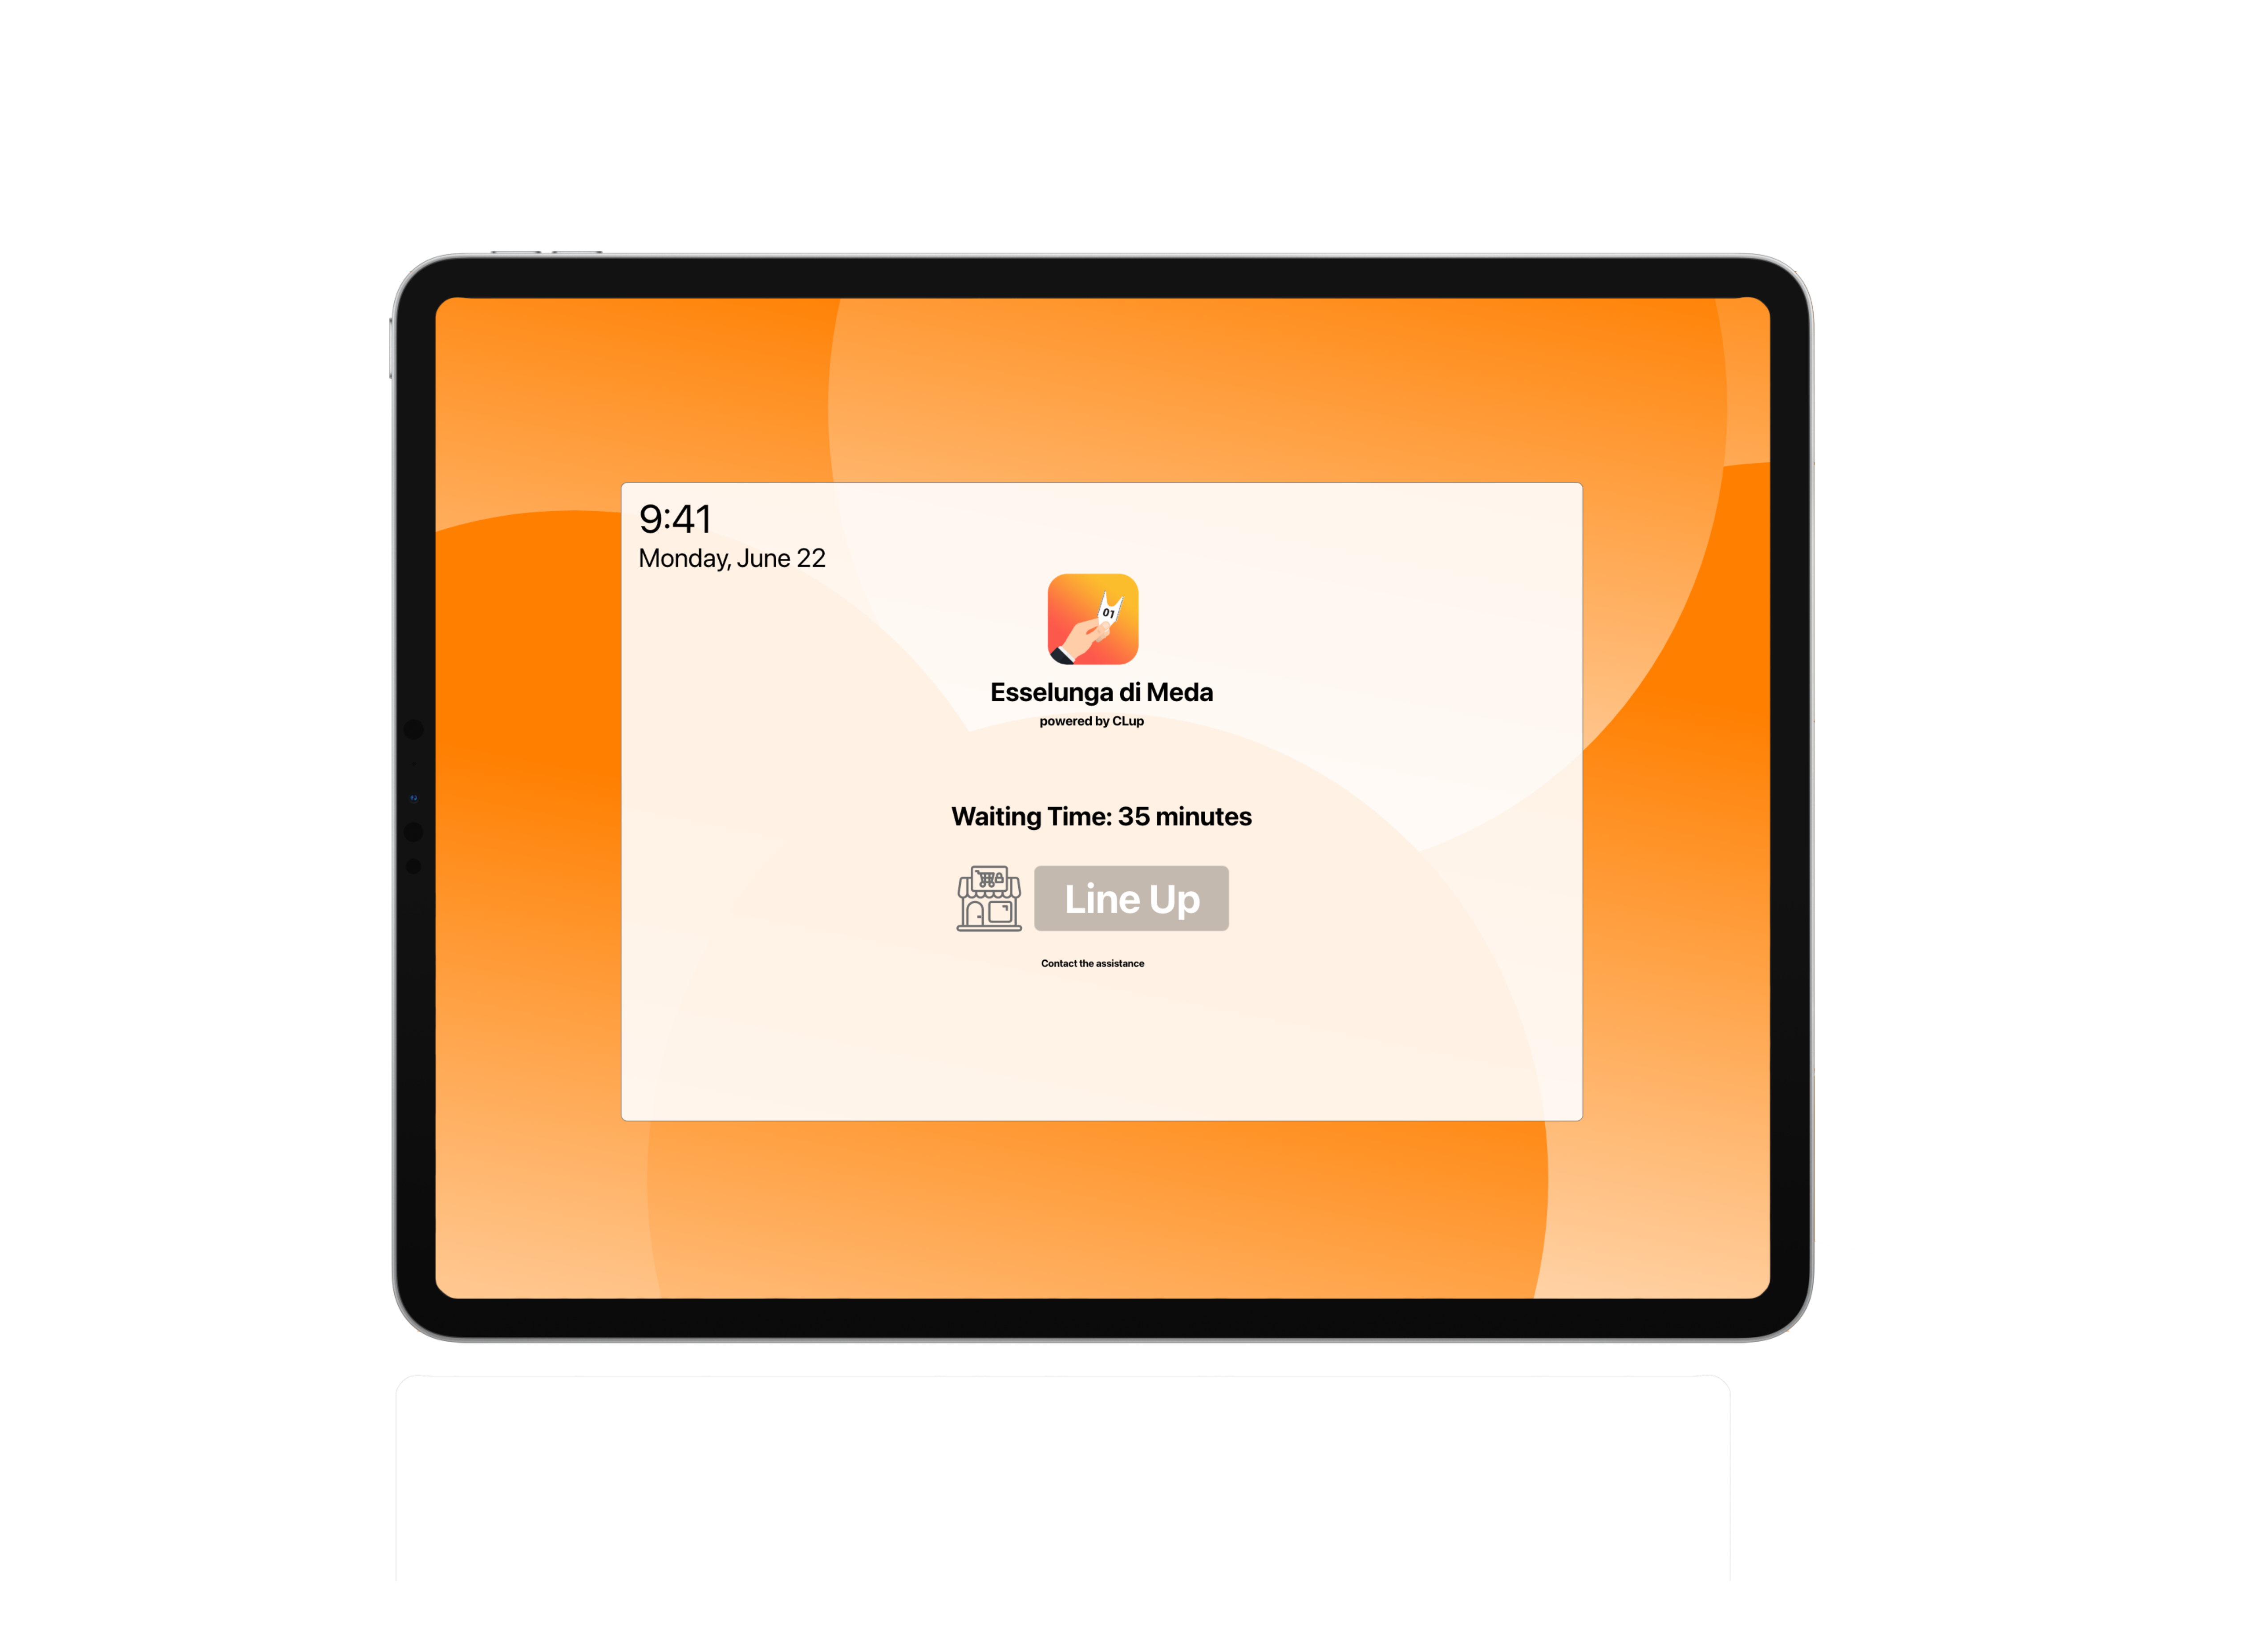 9:41
Monday, June 22
01
Esselunga di Meda
powered by CLup
Waiting Time: 35 minutes
Line Up
Contact the assistance